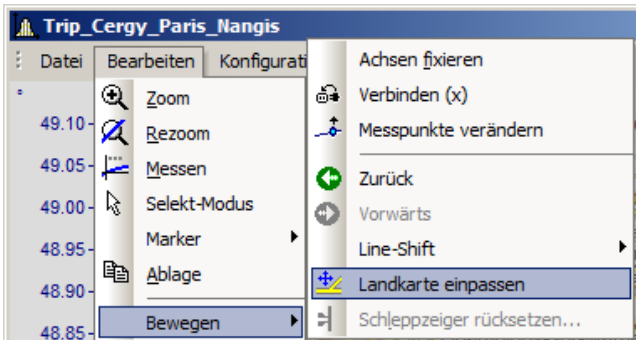 Trip_Cergy_Paris_Nangis
Datei Bearbeiten Konfigurati
Zoom
Rezoom
Messen
Selekt-Modus
Marker
Ablage
Bewegen
Achsen fixieren
Verbinden (x)
Messpunkte verändern
Zurück
Vorwärts
Line-Shift
Landkarte einpassen
Schleppzeiger rücksetzen...
°
49.10
49.05
49.00
48.95
48.90
48.85